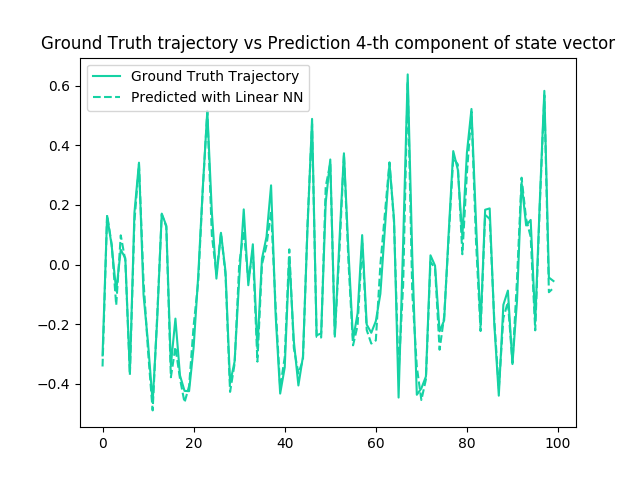 Ground Truth trajectory vs Prediction 4-th component of state vector
Ground Truth Trajectory
Predicted with Linear NN
0.6
0.4
0.2
0.0
−0.2
−0.4
0 20 40 60 80 100